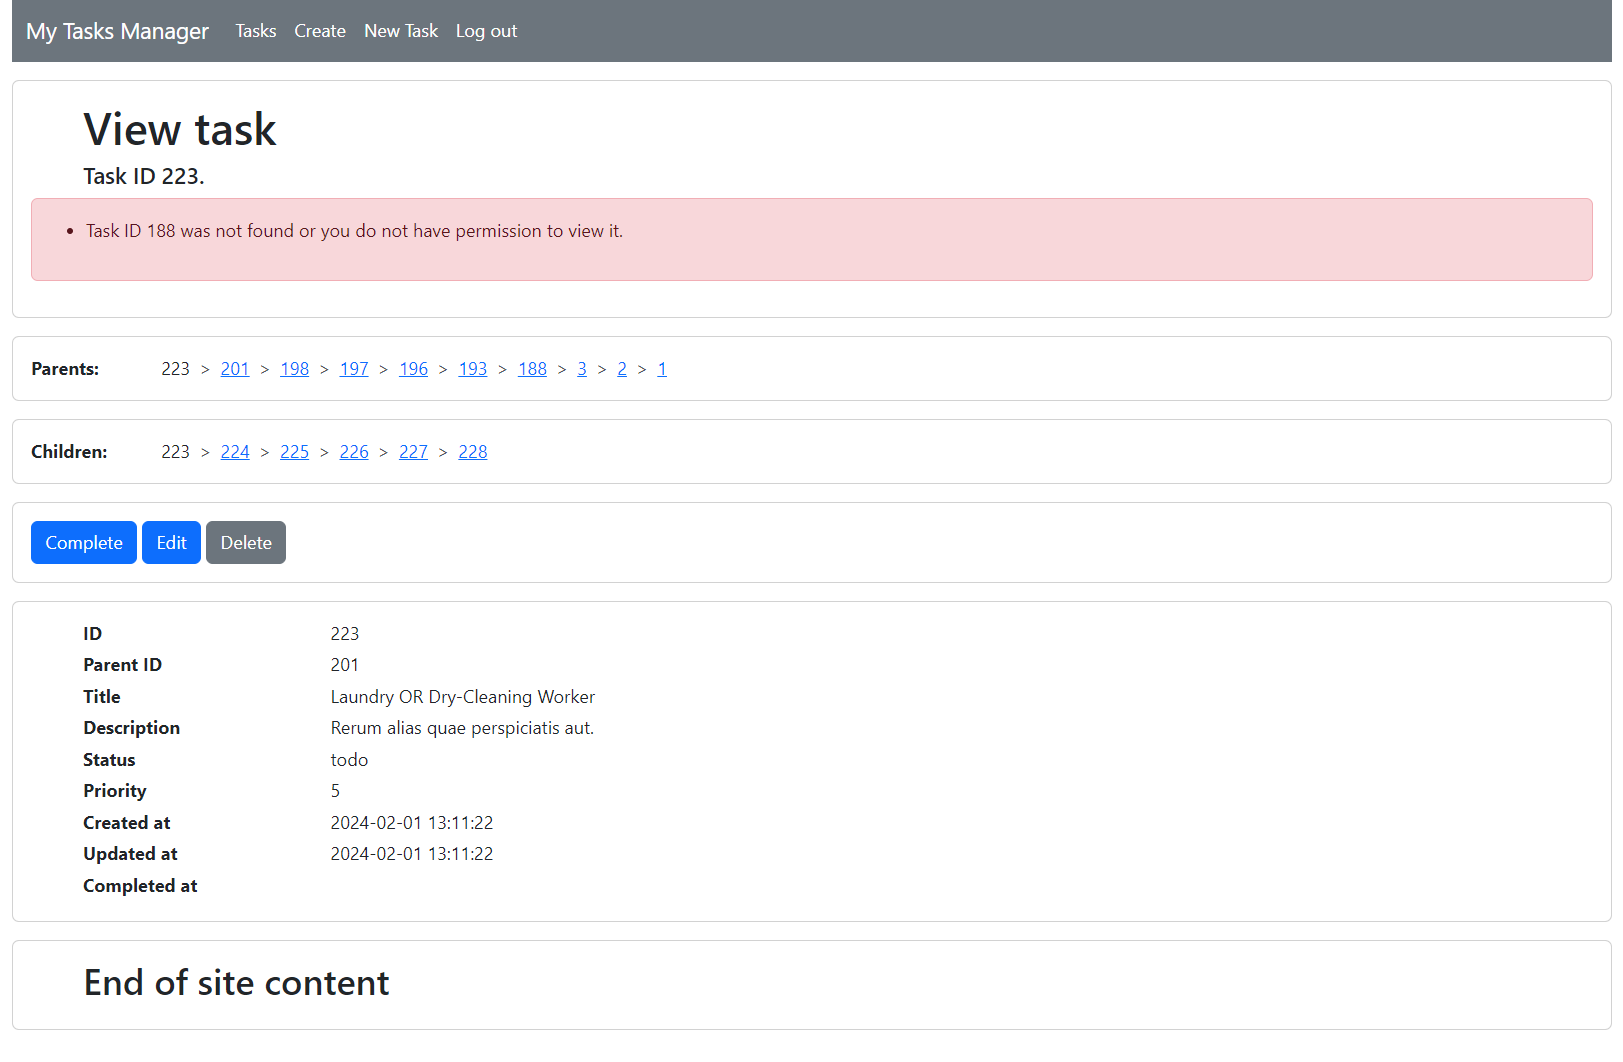 My Tasks Manager Tasks Create New Task Log out
View task
Task ID 223.
• Task ID 188 was not found or you do not have permission to view it.
Parents: 223 > 201 > 198 > 197 > 196 > 193 > 188 > 3 > 2 > 1
Children: 223 > 224 > 225 > 226 > 227 > 228
Complete Edit Delete
ID 223
Parent ID 201
Title Laundry OR Dry-Cleaning Worker
Description Rerum alias quae perspiciatis aut.
Status todo
Priority 5
Created at 2024-02-01 13:11:22
Updated at 2024-02-01 13:11:22
Completed at
End of site content